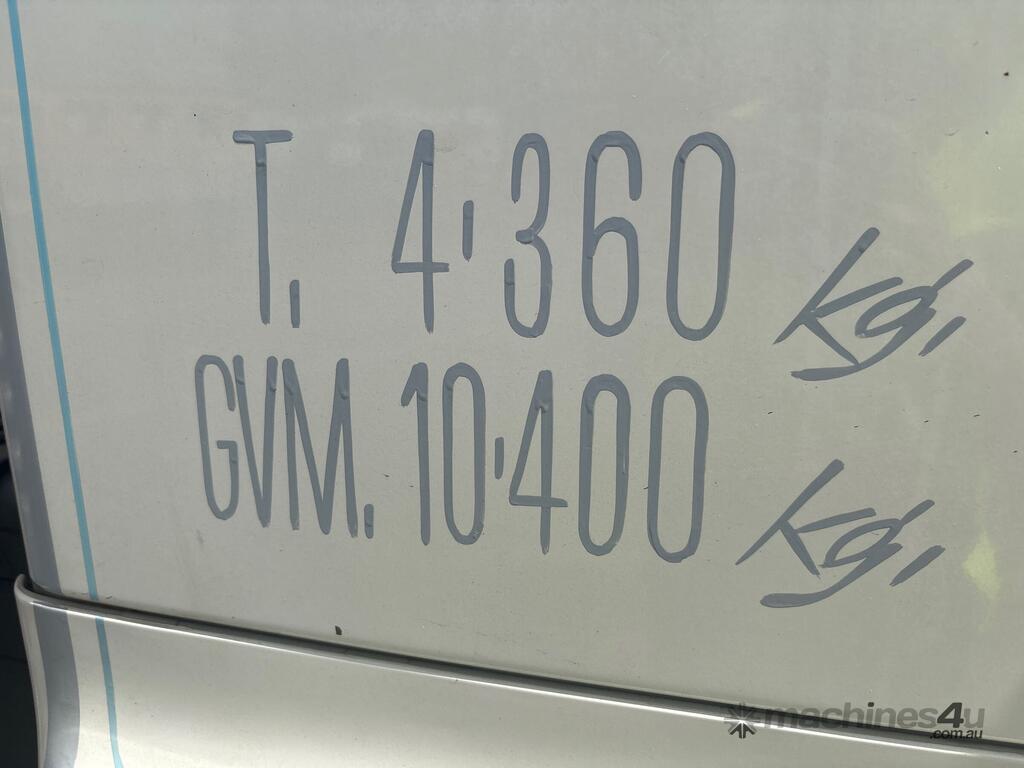 T. 4,360 kg.
GVM. 10,400 kg.
machines4u
.com.au